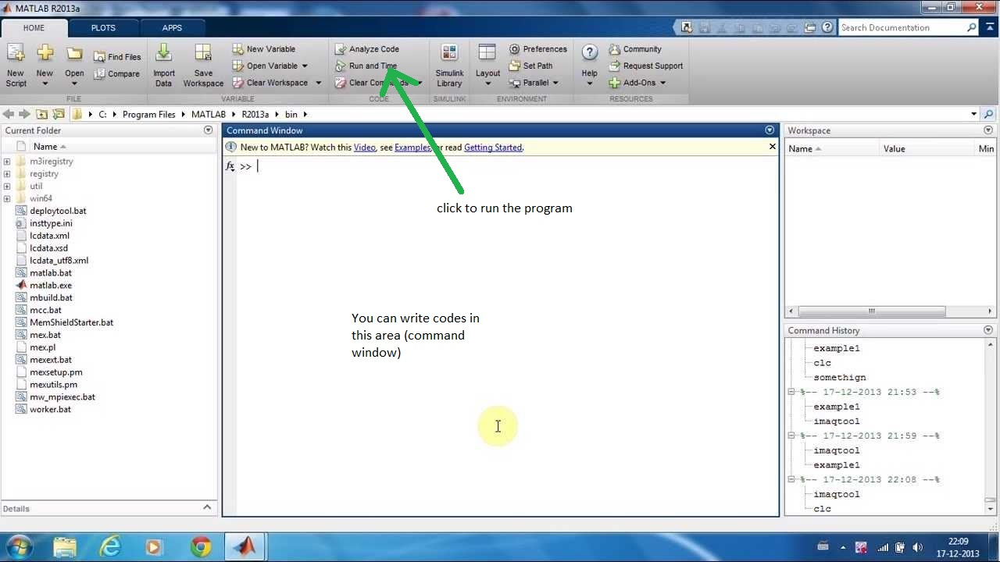 MATLAB R2013a
HOME PLOTS APPS
Search Documentation
New Script
New
Open
Find Files
Compare
FILE
Import Data
Save Workspace
New Variable
Open Variable
Clear Workspace
VARIABLE
Analyze Code
Run and Time
Clear Commands
CODE
Simulink Library
SIMULINK
Layout
Preferences
Set Path
Parallel
ENVIRONMENT
Help
Community
Request Support
Add-Ons
RESOURCES
C: Program Files MATLAB R2013a bin
Current Folder
Name
m3iregistry
registry
util
win64
deploytool.bat
insttype.ini
lcdata.xml
lcdata.xsd
lcdata_utf8.xml
matlab.bat
matlab.exe
mbuild.bat
mcc.bat
MemShieldStarter.bat
mex.bat
mex.pl
mexext.bat
mexsetup.pm
mexutils.pm
mw_mpiexec.bat
worker.bat
Details
Command Window
New to MATLAB? Watch this Video, see Examples, or read Getting Started.
fx >>
click to run the program
You can write codes in
this area (command
window)
Workspace
Name Value Min
Command History
example1
clc
somethign
%-- 17-12-2013 21:53 --%
example1
imaqtool
%-- 17-12-2013 21:59 --%
imaqtool
example1
%-- 17-12-2013 22:08 --%
imaqtool
clc
22:09
17-12-2013